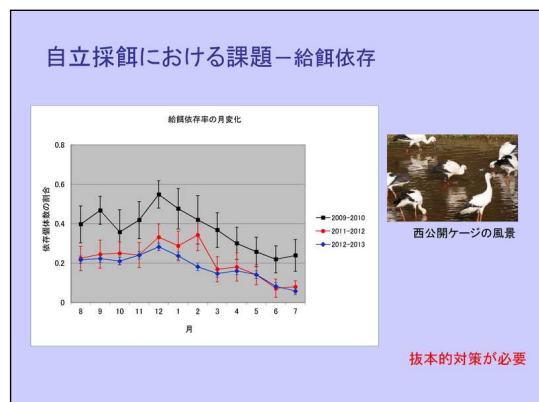 自立採餌における課題－給餌依存
給餌依存率の月変化
依存個体数の割合
0.8
0.6
0.4
0.2
0
8 9 10 11 12 1 2 3 4 5 6 7
月
2009-2010
2011-2012
2012-2013
西公開ケージの風景
抜本的対策が必要